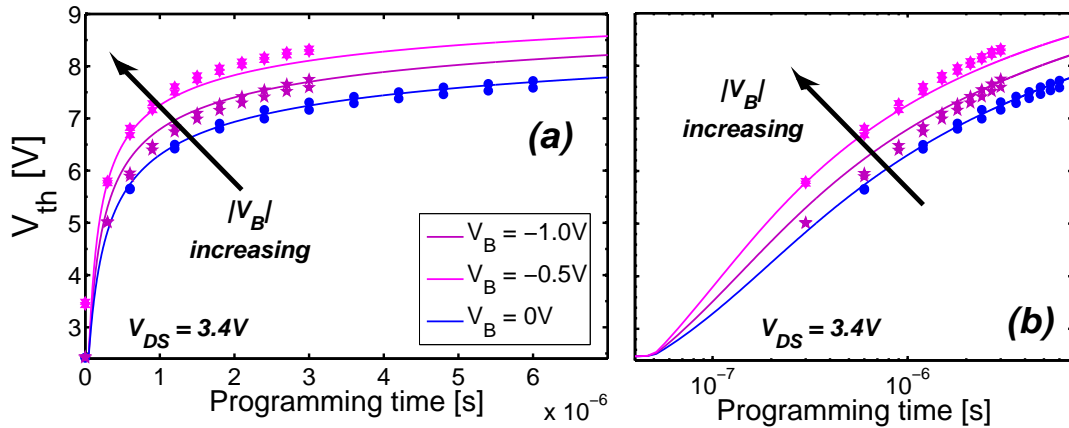 9
8
7
6
5
4
3
V_th [V]
(a)
|V_B|
increasing
V_B = −1.0V
V_B = −0.5V
V_B = 0V
V_DS = 3.4V
0 1 2 3 4 5 6
Programming time [s]
x 10^−6
|V_B|
increasing
(b)
V_DS = 3.4V
10^−7 10^−6
Programming time [s]